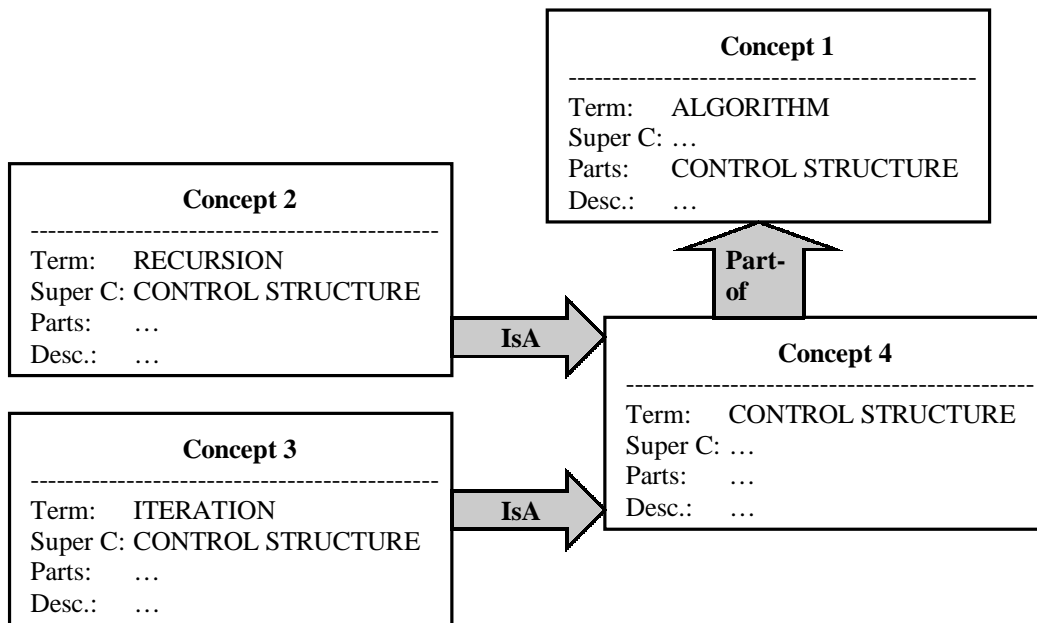 Concept 1
-----------------------------------------------
Term: ALGORITHM
Super C: …
Parts: CONTROL STRUCTURE
Desc.: …
Concept 2
-----------------------------------------------
Term: RECURSION
Super C: CONTROL STRUCTURE
Parts: …
Desc.: …
Part-
of
IsA
Concept 4
-----------------------------------------------
Term: CONTROL STRUCTURE
Super C: …
Parts: …
Desc.: …
Concept 3
-----------------------------------------------
Term: ITERATION
Super C: CONTROL STRUCTURE
Parts: …
Desc.: …
IsA